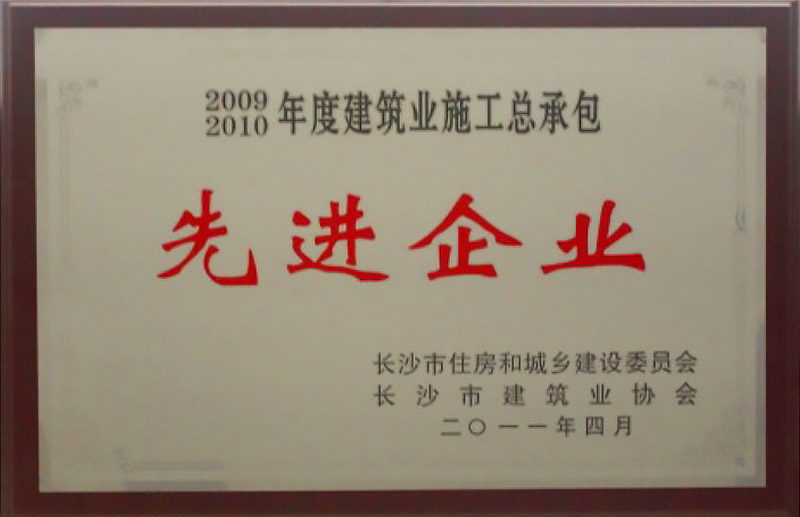 2009
2010 年度建筑业施工总承包
先进企业
长沙市住房和城乡建设委员会
长沙市建筑业协会
二〇一一年四月